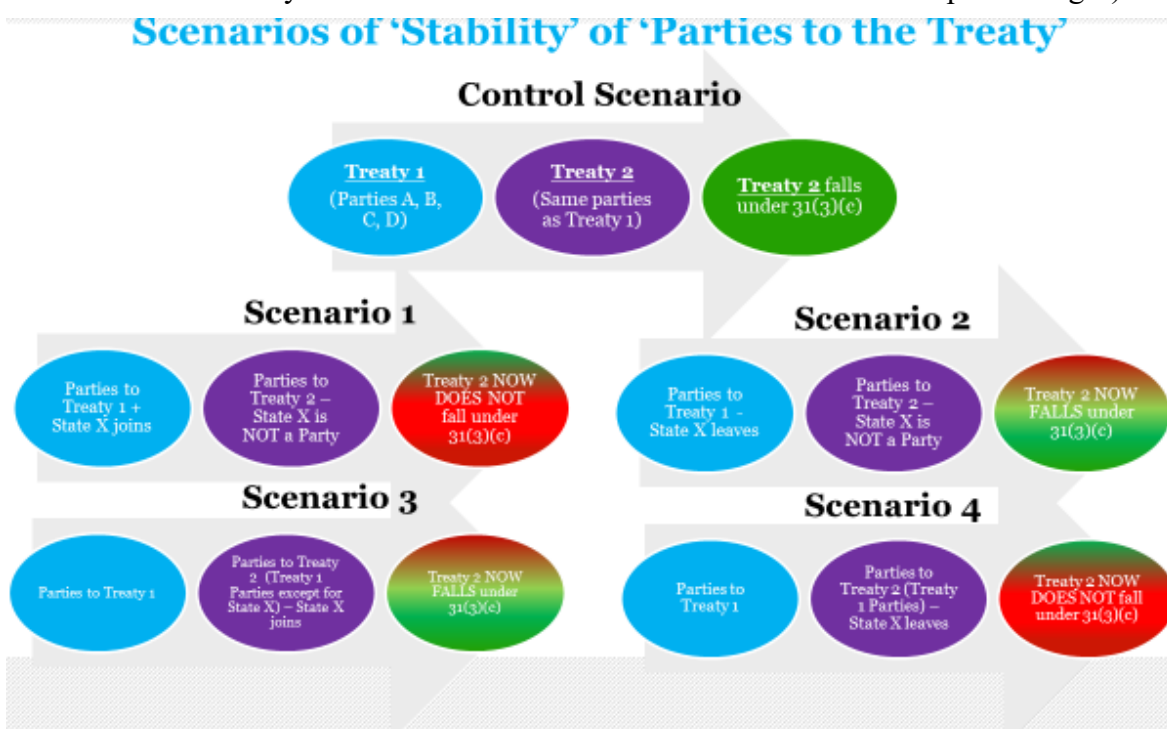 Scenarios of ‘Stability’ of ‘Parties to the Treaty’
Control Scenario
Treaty 1
(Parties A, B,
C, D)
Treaty 2
(Same parties
as Treaty 1)
Treaty 2 falls
under 31(3)(c)
Scenario 1
Parties to
Treaty 1 +
State X joins
Parties to
Treaty 2 –
State X is
NOT a Party
Treaty 2 NOW
DOES NOT
fall under
31(3)(c)
Scenario 2
Parties to
Treaty 1 -
State X leaves
Parties to
Treaty 2 –
State X is
NOT a Party
Treaty 2 NOW
FALLS under
31(3)(c)
Scenario 3
Parties to Treaty 1
Parties to Treaty
2 (Treaty 1
Parties except for
State X) – State X
joins
Treaty 2 NOW
FALLS under
31(3)(c)
Scenario 4
Parties to
Treaty 1
Parties to
Treaty 2 (Treaty
1 Parties) –
State X leaves
Treaty 2 NOW
DOES NOT fall
under 31(3)(c)